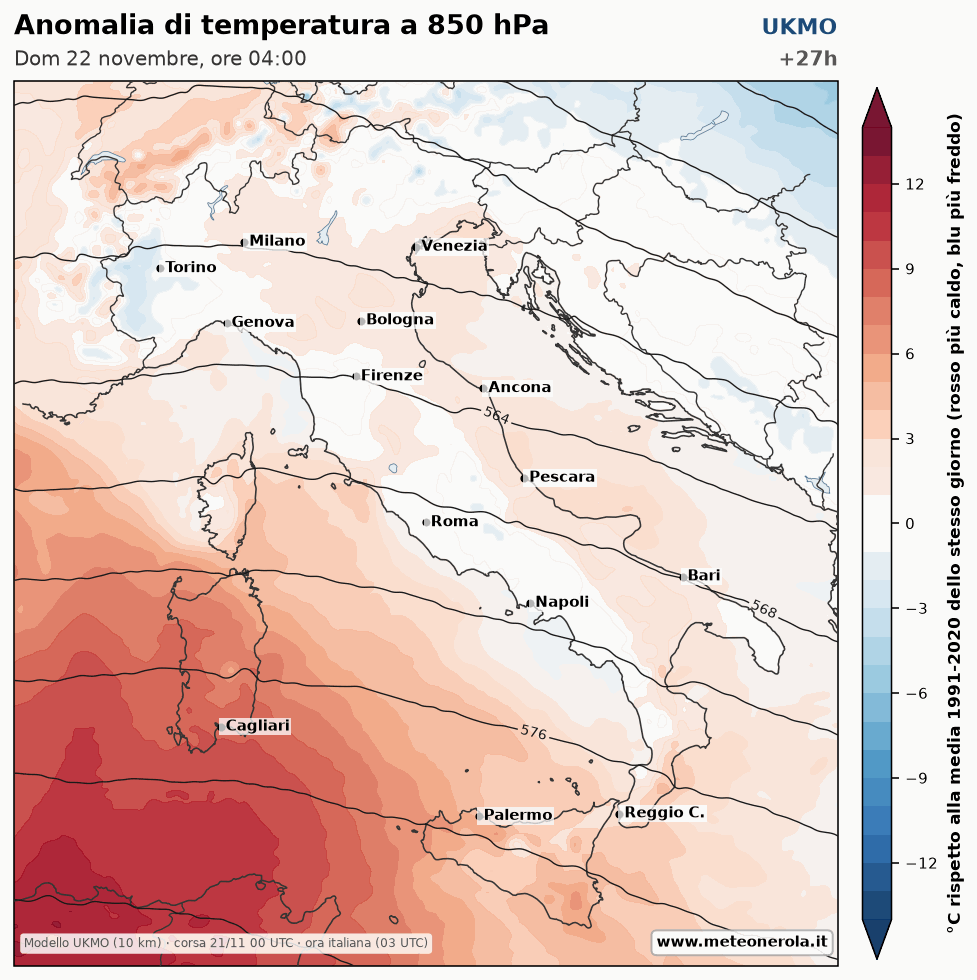 Anomalia di temperatura a 850 hPa
UKMO
Dom 22 novembre, ore 04:00
+27h
Milano
Venezia
Torino
Genova
Bologna
Firenze
Ancona
564
Pescara
Roma
Bari
Napoli
568
Cagliari
576
Palermo
Reggio C.
Modello UKMO (10 km) · corsa 21/11 00 UTC · ora italiana (03 UTC)
www.meteonerola.it
12
9
6
3
0
−3
−6
−9
−12
°C rispetto alla media 1991-2020 dello stesso giorno (rosso più caldo, blu più freddo)